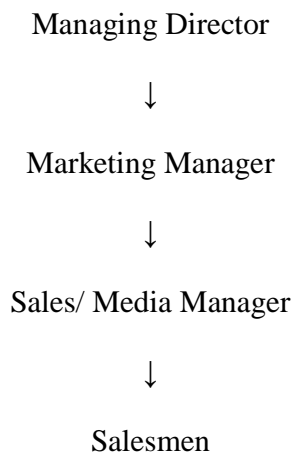 Managing Director
↓
Marketing Manager
↓
Sales/ Media Manager
↓
Salesmen